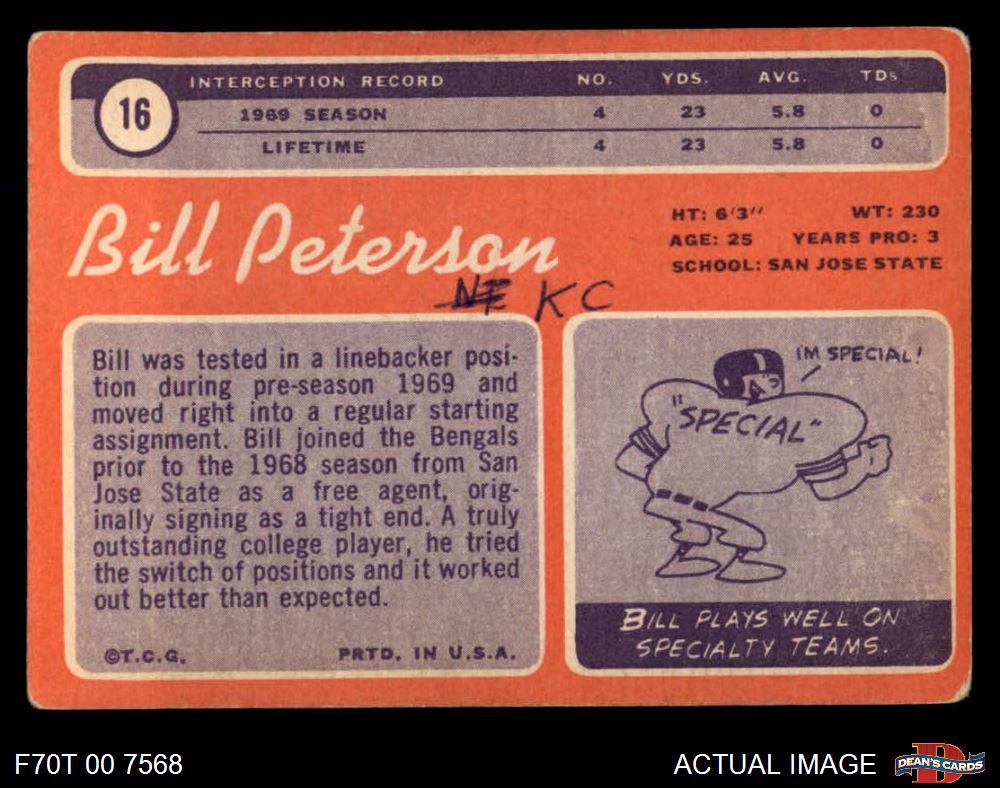 16
INTERCEPTION RECORD NO. YDS. AVG. TDs
1969 SEASON 4 23 5.8 0
LIFETIME 4 23 5.8 0
Bill Peterson
HT: 6'3'' WT: 230
AGE: 25 YEARS PRO: 3
SCHOOL: SAN JOSE STATE
KC
Bill was tested in a linebacker posi-
tion during pre-season 1969 and
moved right into a regular starting
assignment. Bill joined the Bengals
prior to the 1968 season from San
Jose State as a free agent, orig-
inally signing as a tight end. A truly
outstanding college player, he tried
the switch of positions and it worked
out better than expected.
©T.C.G. PRTD. IN U.S.A.
I'M SPECIAL!
"SPECIAL"
BILL PLAYS WELL ON
SPECIALTY TEAMS.
F70T 00 7568
ACTUAL IMAGE
DEAN'S CARDS